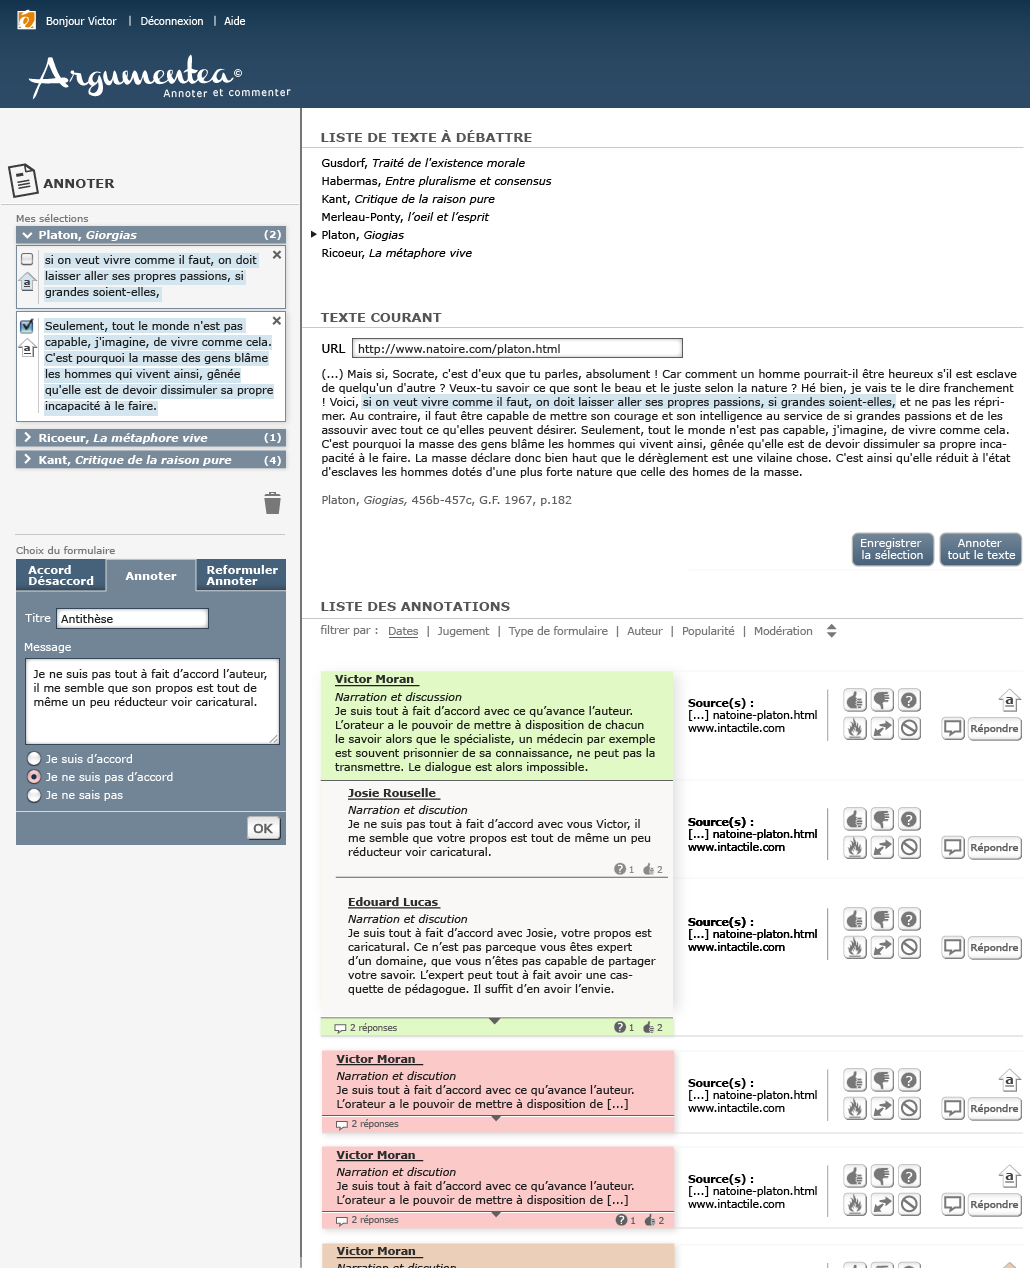 Bonjour Victor | Déconnexion | Aide
Argumentea©
Annoter et commenter
ANNOTER
Mes sélections
Platon, Giorgias (2)
si on veut vivre comme il faut, on doit
laisser aller ses propres passions, si
grandes soient-elles,
a
Seulement, tout le monde n'est pas
capable, j'imagine, de vivre comme cela.
C'est pourquoi la masse des gens blâme
les hommes qui vivent ainsi, gênée
qu'elle est de devoir dissimuler sa propre
incapacité à le faire.
a
Ricoeur, La métaphore vive (1)
Kant, Critique de la raison pure (4)
Choix du formulaire
Accord
Désaccord
Annoter
Reformuler
Annoter
Titre Antithèse
Message
Je ne suis pas tout à fait d’accord l’auteur,
il me semble que son propos est tout de
même un peu réducteur voir caricatural.
Je suis d’accord
Je ne suis pas d’accord
Je ne sais pas
OK
LISTE DE TEXTE À DÉBATTRE
Gusdorf, Traité de l'existence morale
Habermas, Entre pluralisme et consensus
Kant, Critique de la raison pure
Merleau-Ponty, l’oeil et l’esprit
Platon, Giogias
Ricoeur, La métaphore vive
TEXTE COURANT
URL http://www.natoire.com/platon.html
(...) Mais si, Socrate, c'est d'eux que tu parles, absolument ! Car comment un homme pourrait-il être heureux s'il est esclave
de quelqu'un d'autre ? Veux-tu savoir ce que sont le beau et le juste selon la nature ? Hé bien, je vais te le dire franchement
! Voici, si on veut vivre comme il faut, on doit laisser aller ses propres passions, si grandes soient-elles, et ne pas les répri-
mer. Au contraire, il faut être capable de mettre son courage et son intelligence au service de si grandes passions et de les
assouvir avec tout ce qu'elles peuvent désirer. Seulement, tout le monde n'est pas capable, j'imagine, de vivre comme cela.
C'est pourquoi la masse des gens blâme les hommes qui vivent ainsi, gênée qu'elle est de devoir dissimuler sa propre inca-
pacité à le faire. La masse déclare donc bien haut que le dérèglement est une vilaine chose. C'est ainsi qu'elle réduit à l'état
d'esclaves les hommes dotés d'une plus forte nature que celle des homes de la masse.
Platon, Giogias, 456b-457c, G.F. 1967, p.182
Enregistrer
la sélection
Annoter
tout le texte
LISTE DES ANNOTATIONS
filtrer par : Dates | Jugement | Type de formulaire | Auteur | Popularité | Modération
Victor Moran
Narration et discussion
Je suis tout à fait d’accord avec ce qu’avance l’auteur.
L’orateur a le pouvoir de mettre à disposition de chacun
le savoir alors que le spécialiste, un médecin par exemple
est souvent prisonnier de sa connaissance, ne peut pas la
transmettre. Le dialogue est alors impossible.
Source(s) :
[...] natoine-platon.html
www.intactile.com
?
a
Répondre
Josie Rouselle
Narration et discution
Je ne suis pas tout à fait d’accord avec vous Victor, il
me semble que votre propos est tout de même un peu
réducteur voir caricatural.
? 1 2
Source(s) :
[...] natoine-platon.html
www.intactile.com
?
Répondre
Edouard Lucas
Narration et discution
Je suis tout à fait d’accord avec Josie, votre propos est
caricatural. Ce n’est pas parceque vous êtes expert
d’un domaine, que vous n’êtes pas capable de partager
votre savoir. L’expert peut tout à fait avoir une cas-
quette de pédagogue. Il suffit d’en avoir l’envie.
Source(s) :
[...] natoine-platon.html
www.intactile.com
?
Répondre
2 réponses ? 1 2
Victor Moran
Narration et discution
Je suis tout à fait d’accord avec ce qu’avance l’auteur.
L’orateur a le pouvoir de mettre à disposition de [...]
2 réponses
Source(s) :
[...] natoine-platon.html
www.intactile.com
?
a
Répondre
Victor Moran
Narration et discution
Je suis tout à fait d’accord avec ce qu’avance l’auteur.
L’orateur a le pouvoir de mettre à disposition de [...]
2 réponses ? 1 2
Source(s) :
[...] natoine-platon.html
www.intactile.com
?
a
Répondre
Victor Moran
Narration et discution